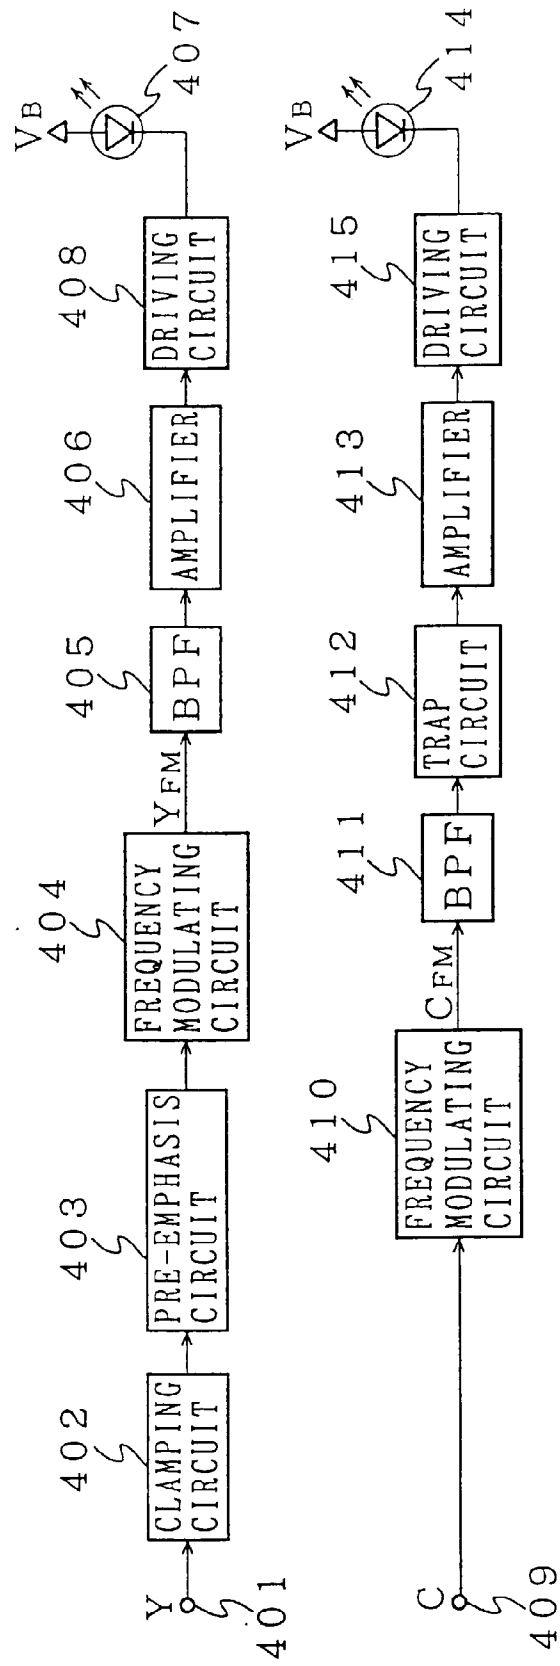 Y
401
402
CLAMPING
CIRCUIT
403
PRE-EMPHASIS
CIRCUIT
404
FREQUENCY
MODULATING
CIRCUIT
YFM
405
BPF
406
AMPLIFIER
408
DRIVING
CIRCUIT
VB
407
C
409
410
FREQUENCY
MODULATING
CIRCUIT
CFM
411
BPF
412
TRAP
CIRCUIT
413
AMPLIFIER
415
DRIVING
CIRCUIT
VB
414